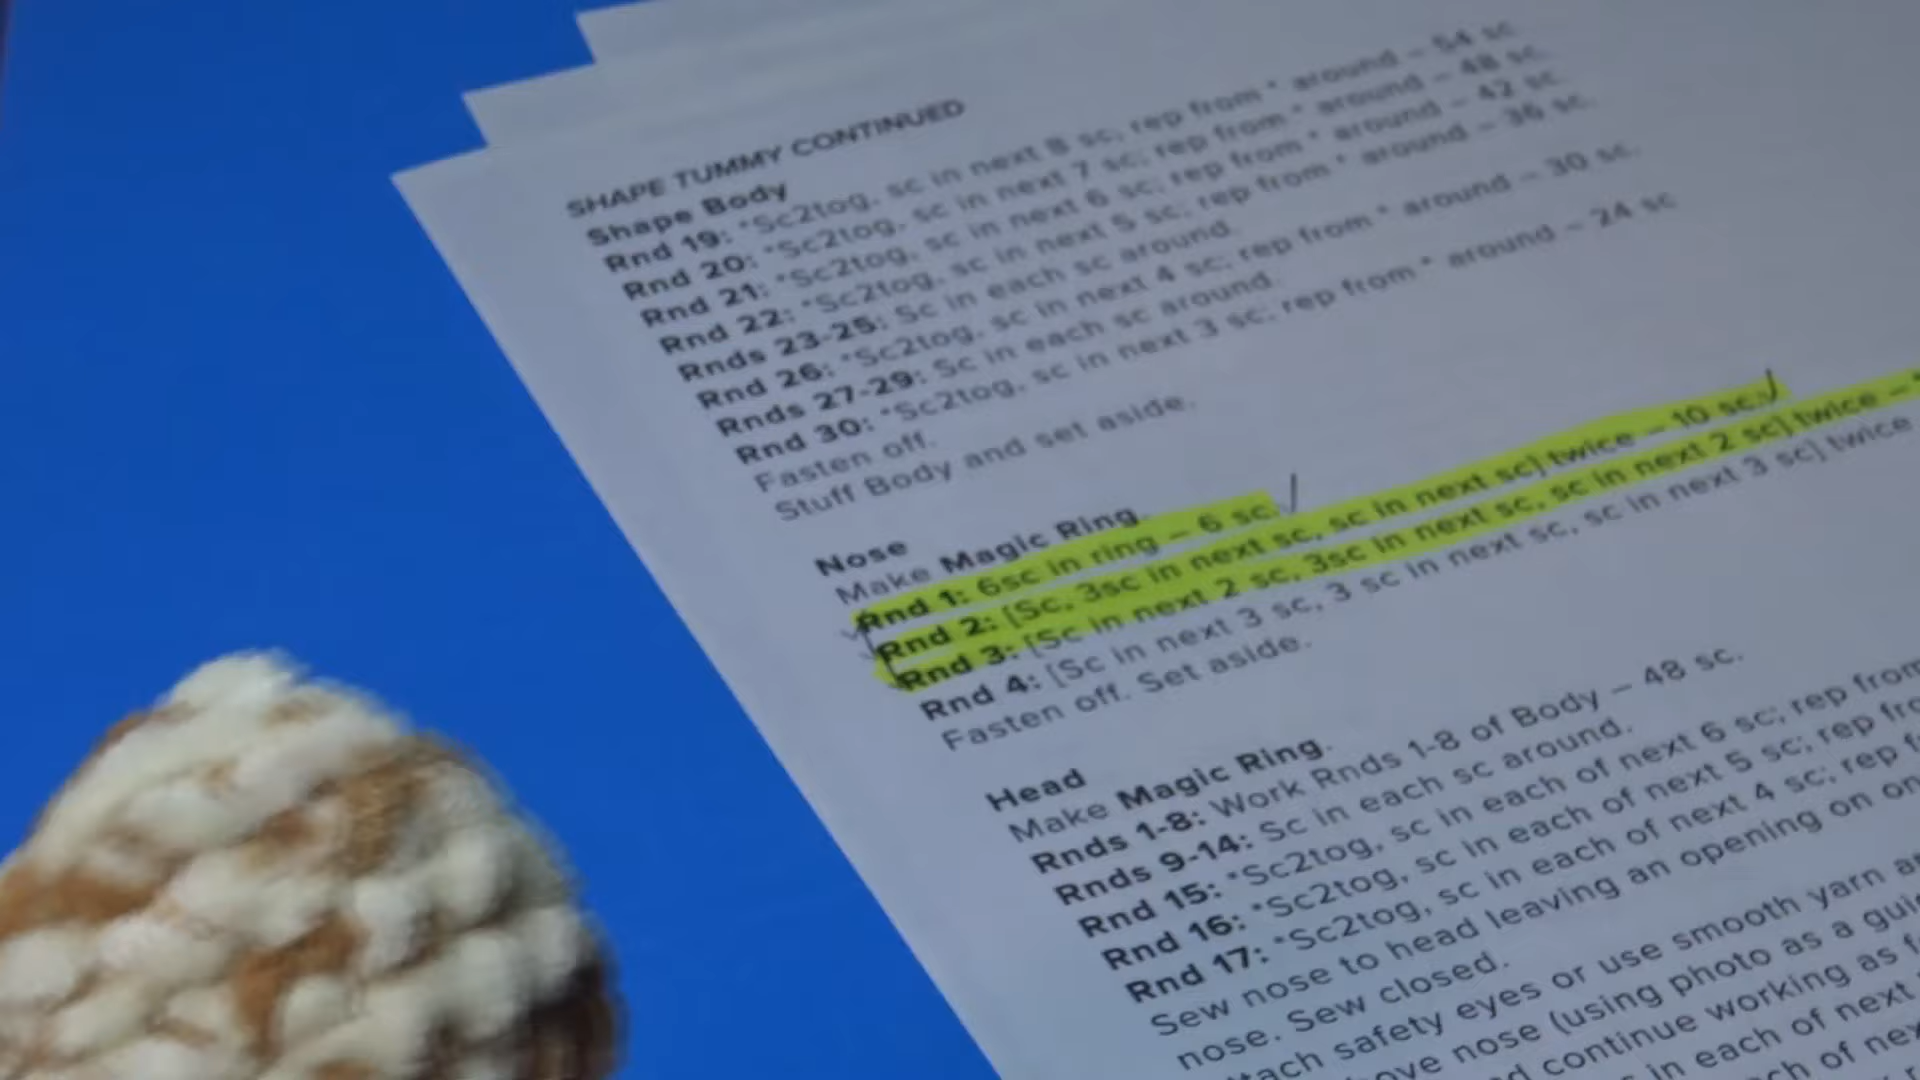 SHAPE TUMMY CONTINUED
Shape Body
Rnd 19: *Sc2tog, sc in next 8 sc; rep from * around – 54 sc.
Rnd 20: *Sc2tog, sc in next 7 sc; rep from * around – 48 sc.
Rnd 21: *Sc2tog, sc in next 6 sc; rep from * around – 42 sc.
Rnd 22: *Sc2tog, sc in next 5 sc; rep from * around – 36 sc.
Rnds 23-25: Sc in each sc around.
Rnd 26: *Sc2tog, sc in next 4 sc; rep from * around – 30 sc.
Rnds 27-29: Sc in each sc around.
Rnd 30: *Sc2tog, sc in next 3 sc; rep from * around – 24 sc
Fasten off.
Stuff Body and set aside.
Nose
Make Magic Ring.
Rnd 1: 6sc in ring – 6 sc.
Rnd 2: [Sc, 3sc in next sc, sc in next sc] twice – 10 sc.
Rnd 3: [Sc in next 2 sc, 3sc in next sc, sc in next 2 sc] twice –
Rnd 4: [Sc in next 3 sc, 3 sc in next sc, sc in next 3 sc] twice
Fasten off. Set aside.
Head
Make Magic Ring.
Rnds 1-8: Work Rnds 1-8 of Body – 48 sc.
Rnds 9-14: Sc in each sc around.
Rnd 15: *Sc2tog, sc in each of next 6 sc; rep from
Rnd 16: *Sc2tog, sc in each of next 5 sc; rep
Rnd 17: *Sc2tog, sc in each of next 4 sc; rep
Sew nose to head leaving an opening on
nose. Sew closed.
safety eyes or use smooth yarn
nose (using photo as a
continue working as
in each of next
of